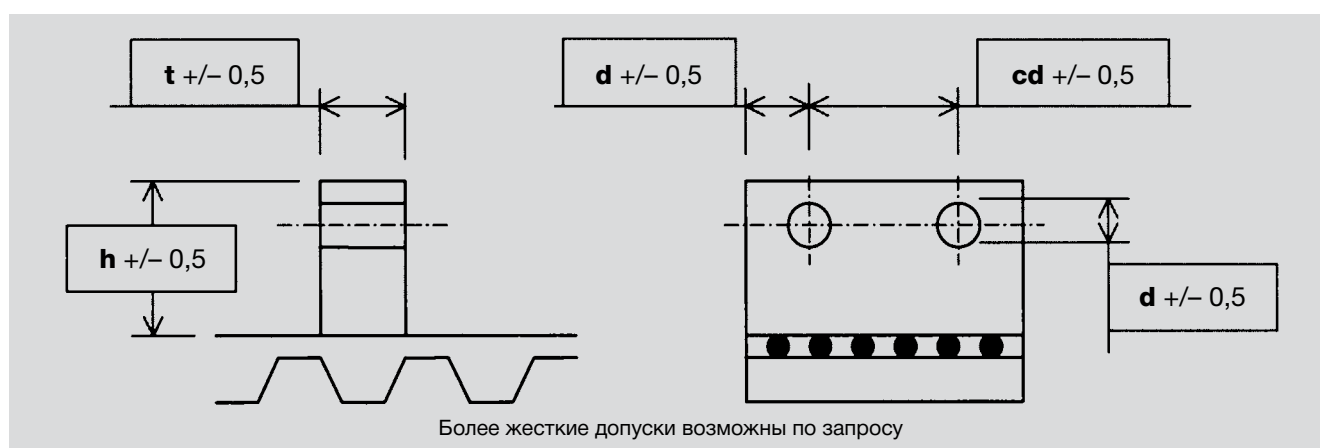 t +/– 0,5
d +/– 0,5
cd +/– 0,5
h +/– 0,5
d +/– 0,5
Более жесткие допуски возможны по запросу